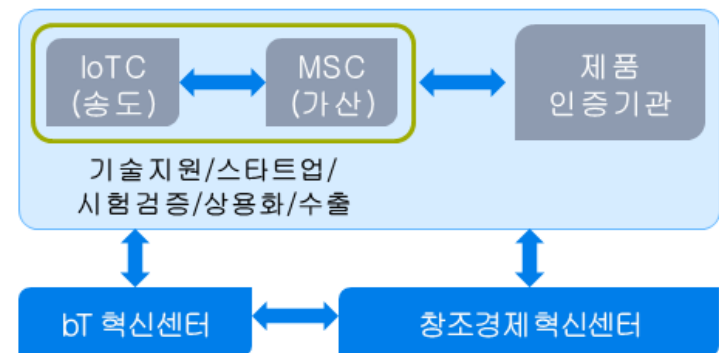 IoTC
(송도)
MSC
(가산)
제품
인증기관
기술지원/스타트업/
시험검증/상용화/수출
bT 혁신센터
창조경제혁신센터